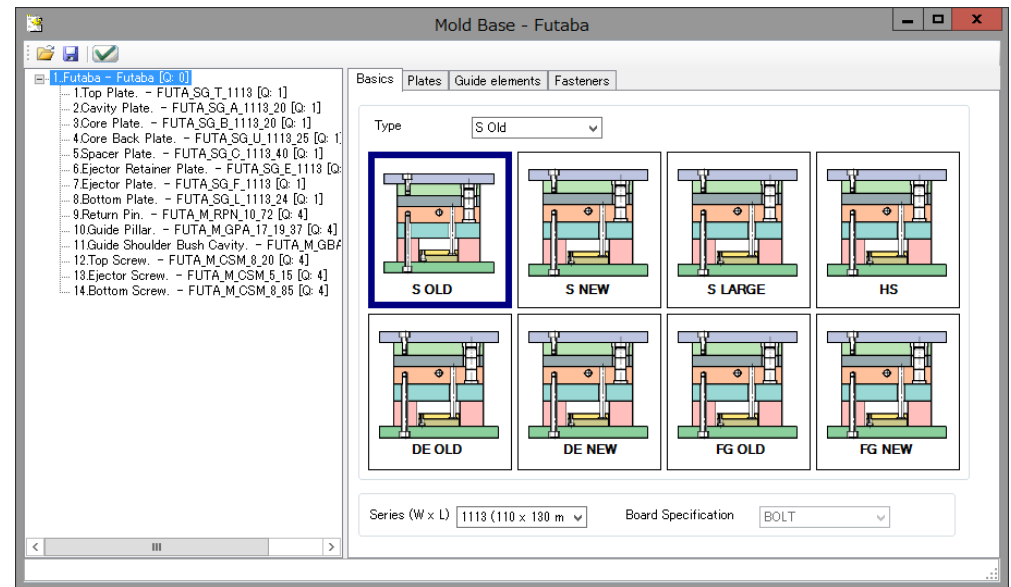 Mold Base - Futaba
1.Futaba - Futaba [Q: 0]
1.Top Plate. - FUTA_SG_T_1113 [Q: 1]
2.Cavity Plate. - FUTA_SG_A_1113_20 [Q: 1]
3.Core Plate. - FUTA_SG_B_1113_20 [Q: 1]
4.Core Back Plate. - FUTA_SG_U_1113_25 [Q: 1]
5.Spacer Plate. - FUTA_SG_C_1113_40 [Q: 1]
6.Ejector Retainer Plate. - FUTA_SG_E_1113 [Q:
7.Ejector Plate. - FUTA_SG_F_1113 [Q: 1]
8.Bottom Plate. - FUTA_SG_L_1113_24 [Q: 1]
9.Return Pin. - FUTA_M_RPN_10_72 [Q: 4]
10.Guide Pillar. - FUTA_M_GPA_17_19_37 [Q: 4]
11.Guide Shoulder Bush Cavity. - FUTA_M_GBA
12.Top Screw. - FUTA_M_CSM_8_20 [Q: 4]
13.Ejector Screw. - FUTA_M_CSM_5_15 [Q: 4]
14.Bottom Screw. - FUTA_M_CSM_8_85 [Q: 4]
Basics Plates Guide elements Fasteners
Type S Old
S OLD S NEW S LARGE HS
DE OLD DE NEW FG OLD FG NEW
Series (W x L) 1113 (110 x 130 m Board Specification BOLT